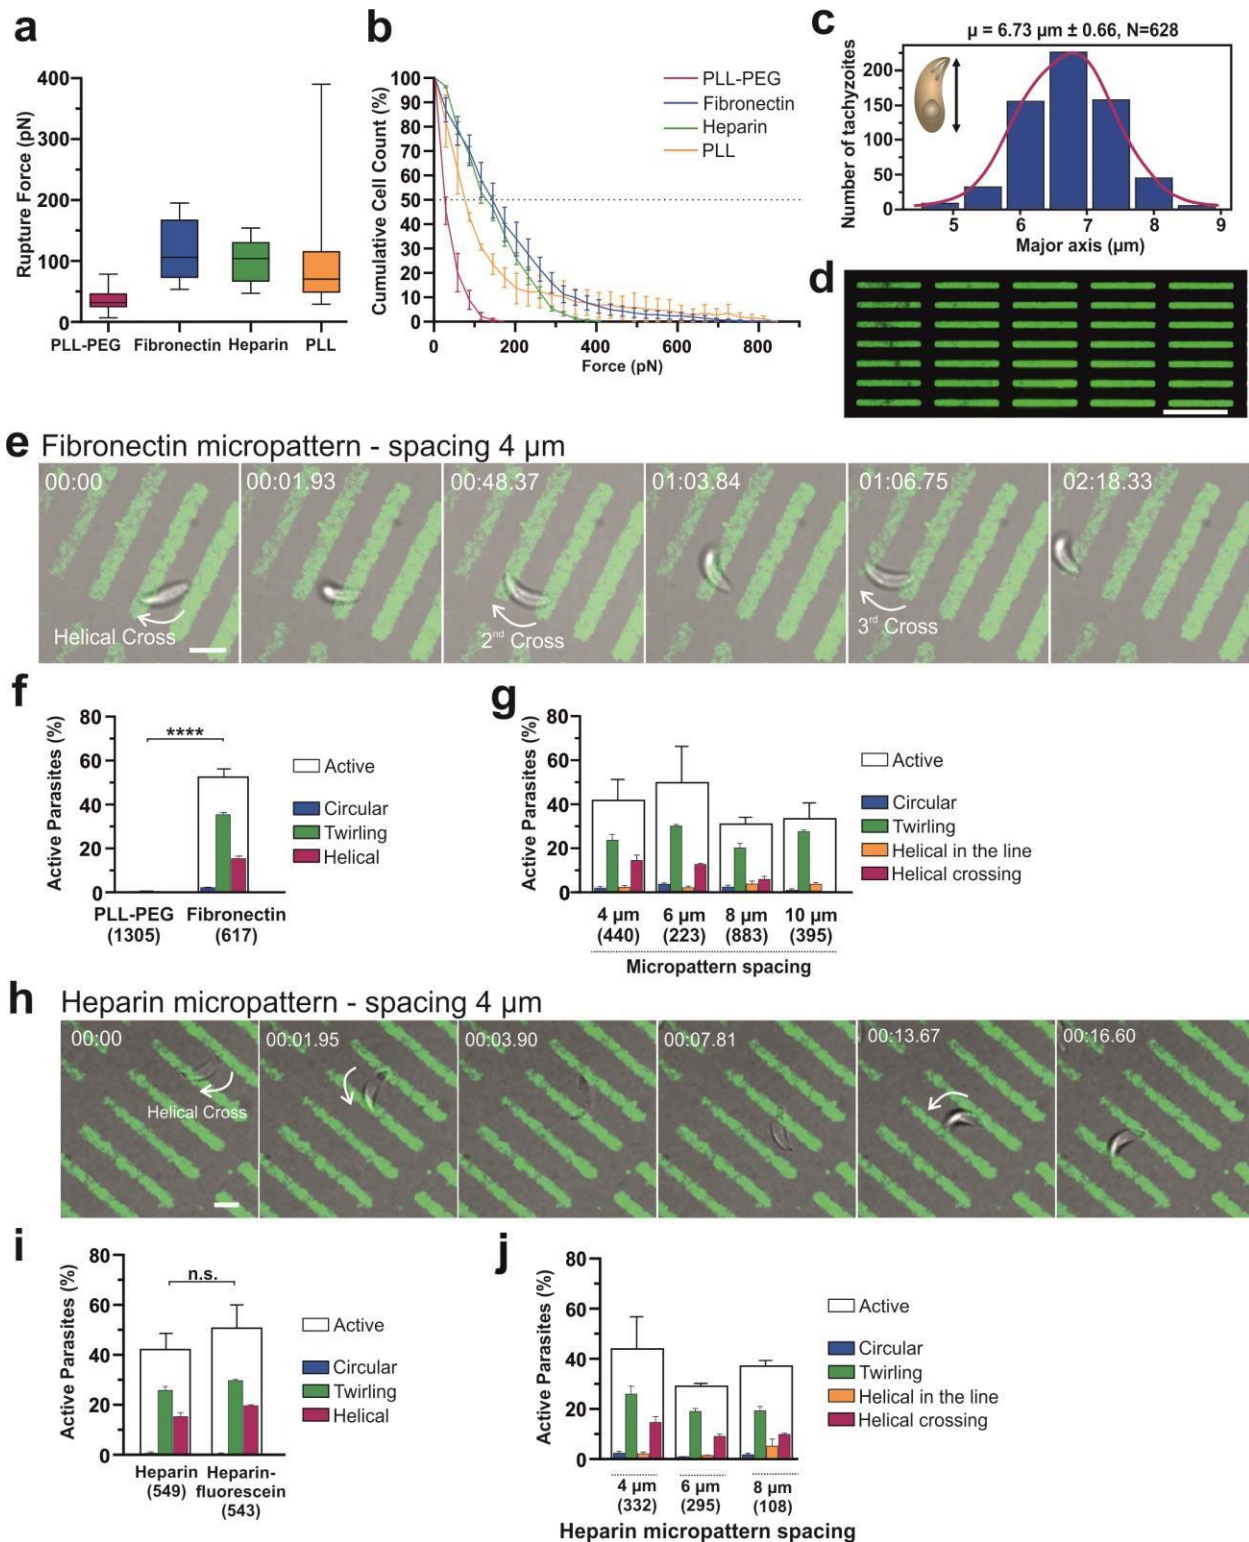 a
Rupture Force (pN)
400
300
200
100
0
PLL-PEG Fibronectin Heparin PLL
b
Cumulative Cell Count (%)
100
90
80
70
60
50
40
30
20
10
0
0 200 400 600 800
Force (pN)
PLL-PEG
Fibronectin
Heparin
PLL
c
µ = 6.73 µm ± 0.66, N=628
Number of tachyzoites
200
150
100
50
0
5 6 7 8 9
Major axis (µm)
d
e Fibronectin micropattern - spacing 4 µm
00:00 00:01.93 00:48.37 01:03.84 01:06.75 02:18.33
Helical Cross 2nd Cross 3rd Cross
f
Active Parasites (%)
80
60
40
20
0
****
PLL-PEG Fibronectin
(1305) (617)
Active
Circular
Twirling
Helical
g
Active Parasites (%)
80
60
40
20
0
4 µm 6 µm 8 µm 10 µm
(440) (223) (883) (395)
Micropattern spacing
Active
Circular
Twirling
Helical in the line
Helical crossing
h Heparin micropattern - spacing 4 µm
00:00 00:01.95 00:03.90 00:07.81 00:13.67 00:16.60
Helical Cross
i
Active Parasites (%)
80
60
40
20
0
n.s.
Heparin Heparin-
(549) fluorescein
(543)
Active
Circular
Twirling
Helical
j
Active Parasites (%)
80
60
40
20
0
4 µm 6 µm 8 µm
(332) (295) (108)
Heparin micropattern spacing
Active
Circular
Twirling
Helical in the line
Helical crossing